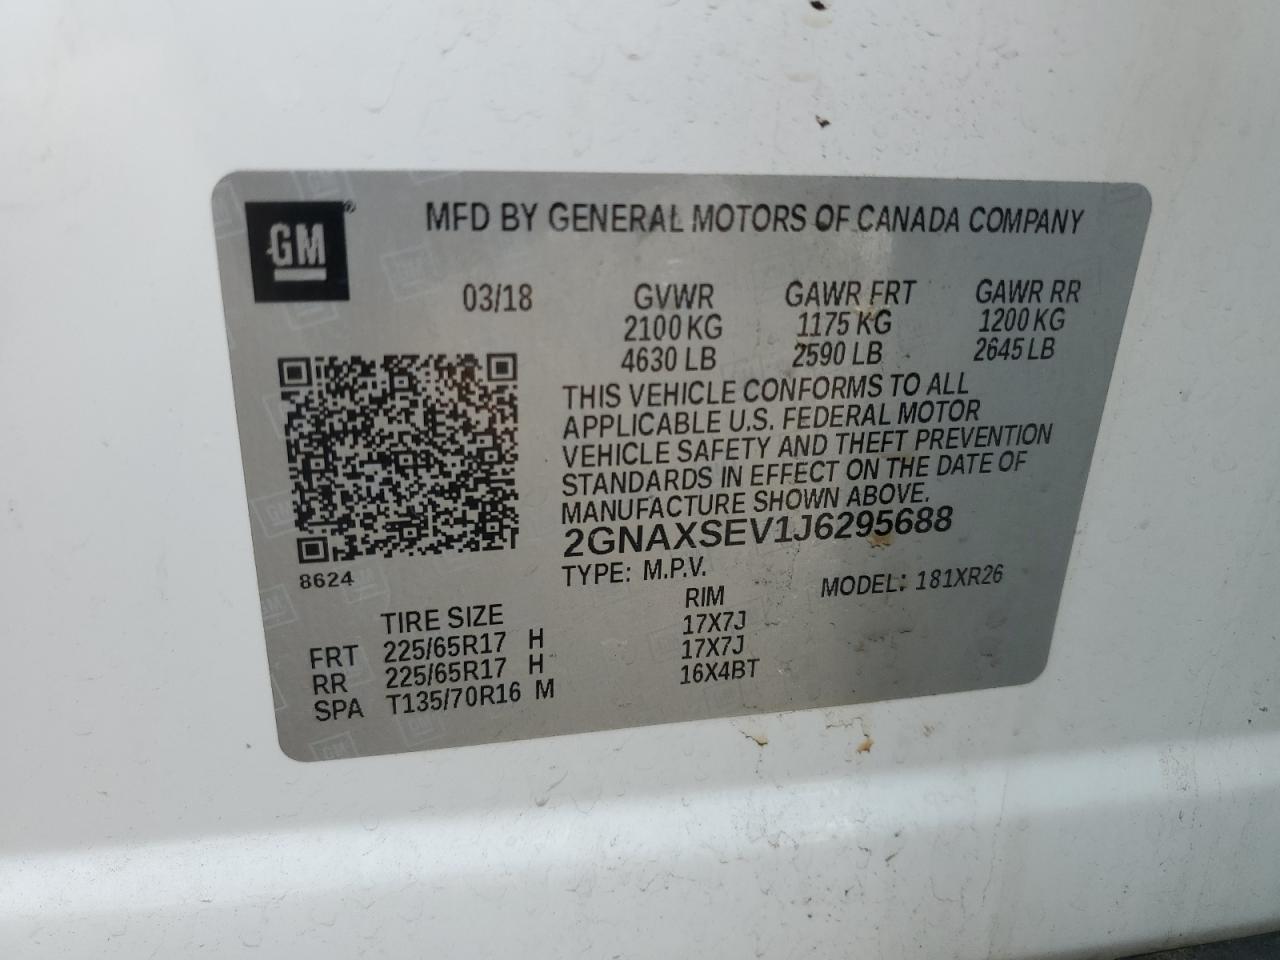 GM®
MFD BY GENERAL MOTORS OF CANADA COMPANY
03/18 GVWR GAWR FRT GAWR RR
2100 KG 1175 KG 1200 KG
4630 LB 2590 LB 2645 LB
THIS VEHICLE CONFORMS TO ALL
APPLICABLE U.S. FEDERAL MOTOR
VEHICLE SAFETY AND THEFT PREVENTION
STANDARDS IN EFFECT ON THE DATE OF
MANUFACTURE SHOWN ABOVE.
2GNAXSEV1J6295688
8624
TYPE: M.P.V. MODEL: 181XR26
TIRE SIZE RIM
FRT 225/65R17 H 17X7J
RR 225/65R17 H 17X7J
SPA T135/70R16 M 16X4BT